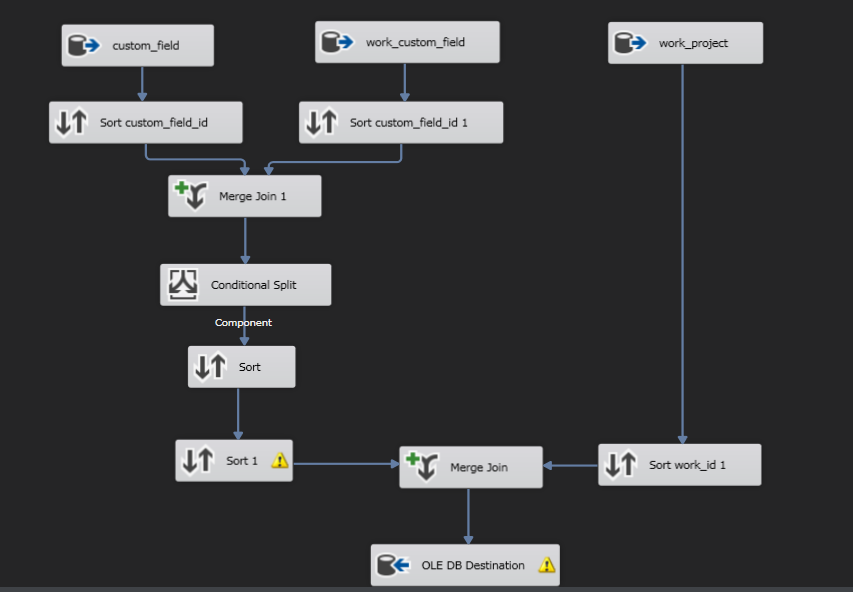 custom_field
work_custom_field
work_project
Sort custom_field_id
Sort custom_field_id 1
Merge Join 1
Conditional Split
Component
Sort
Sort 1
Merge Join
Sort work_id 1
OLE DB Destination